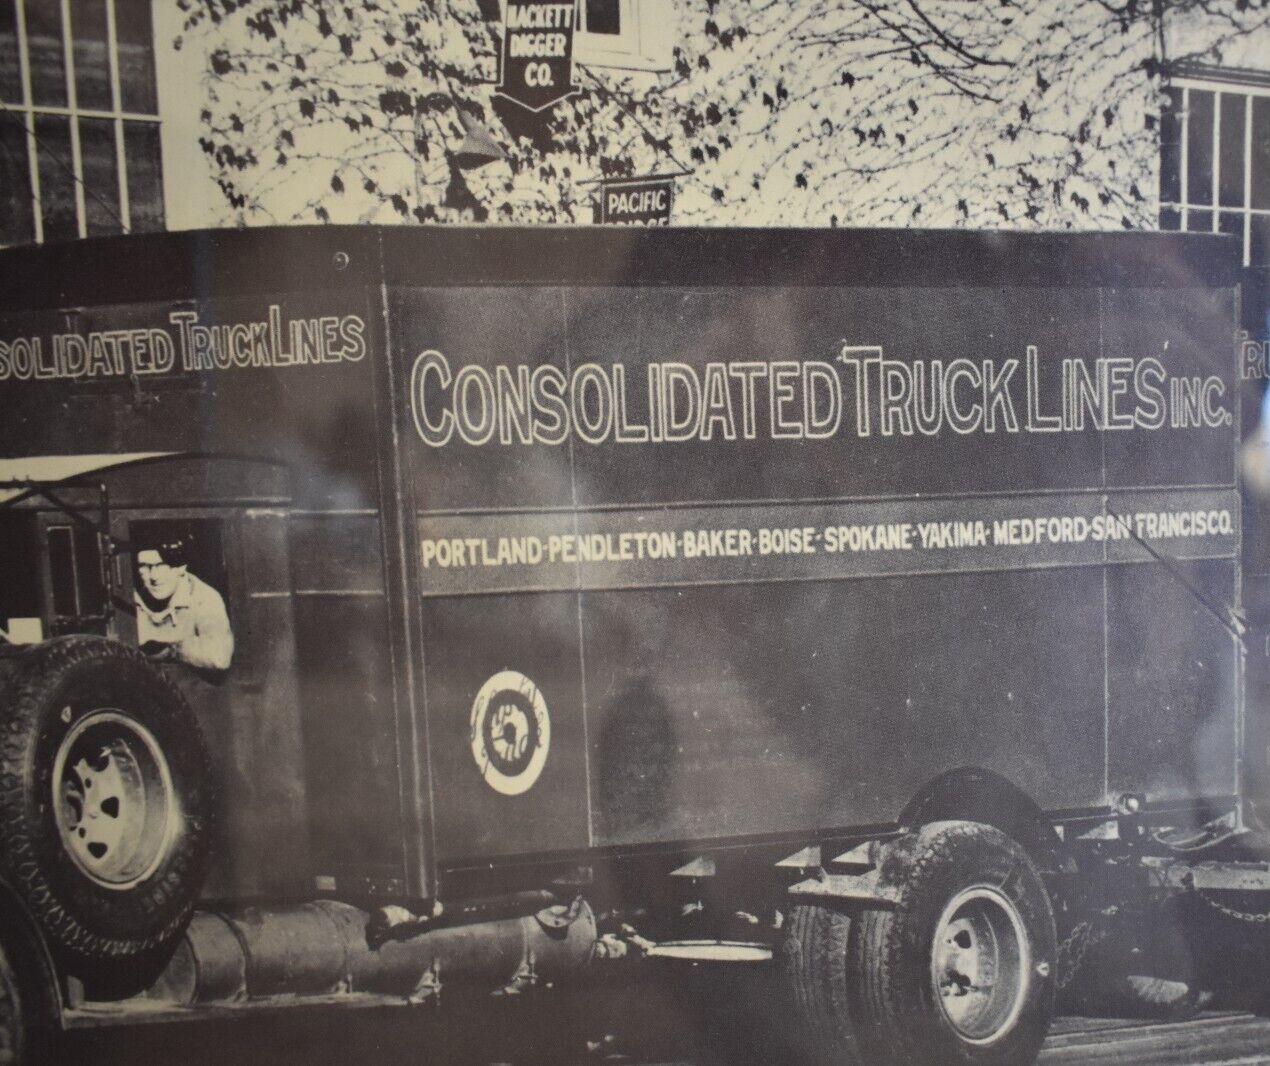 HACKETT
DIGGER
CO.
PACIFIC
SOLIDATED TRUCK LINES
CONSOLIDATED TRUCK LINES INC.
TRU
PORTLAND-PENDLETON-BAKER-BOISE-SPOKANE-YAKIMA-MEDFORD-SAN FRANCISCO.